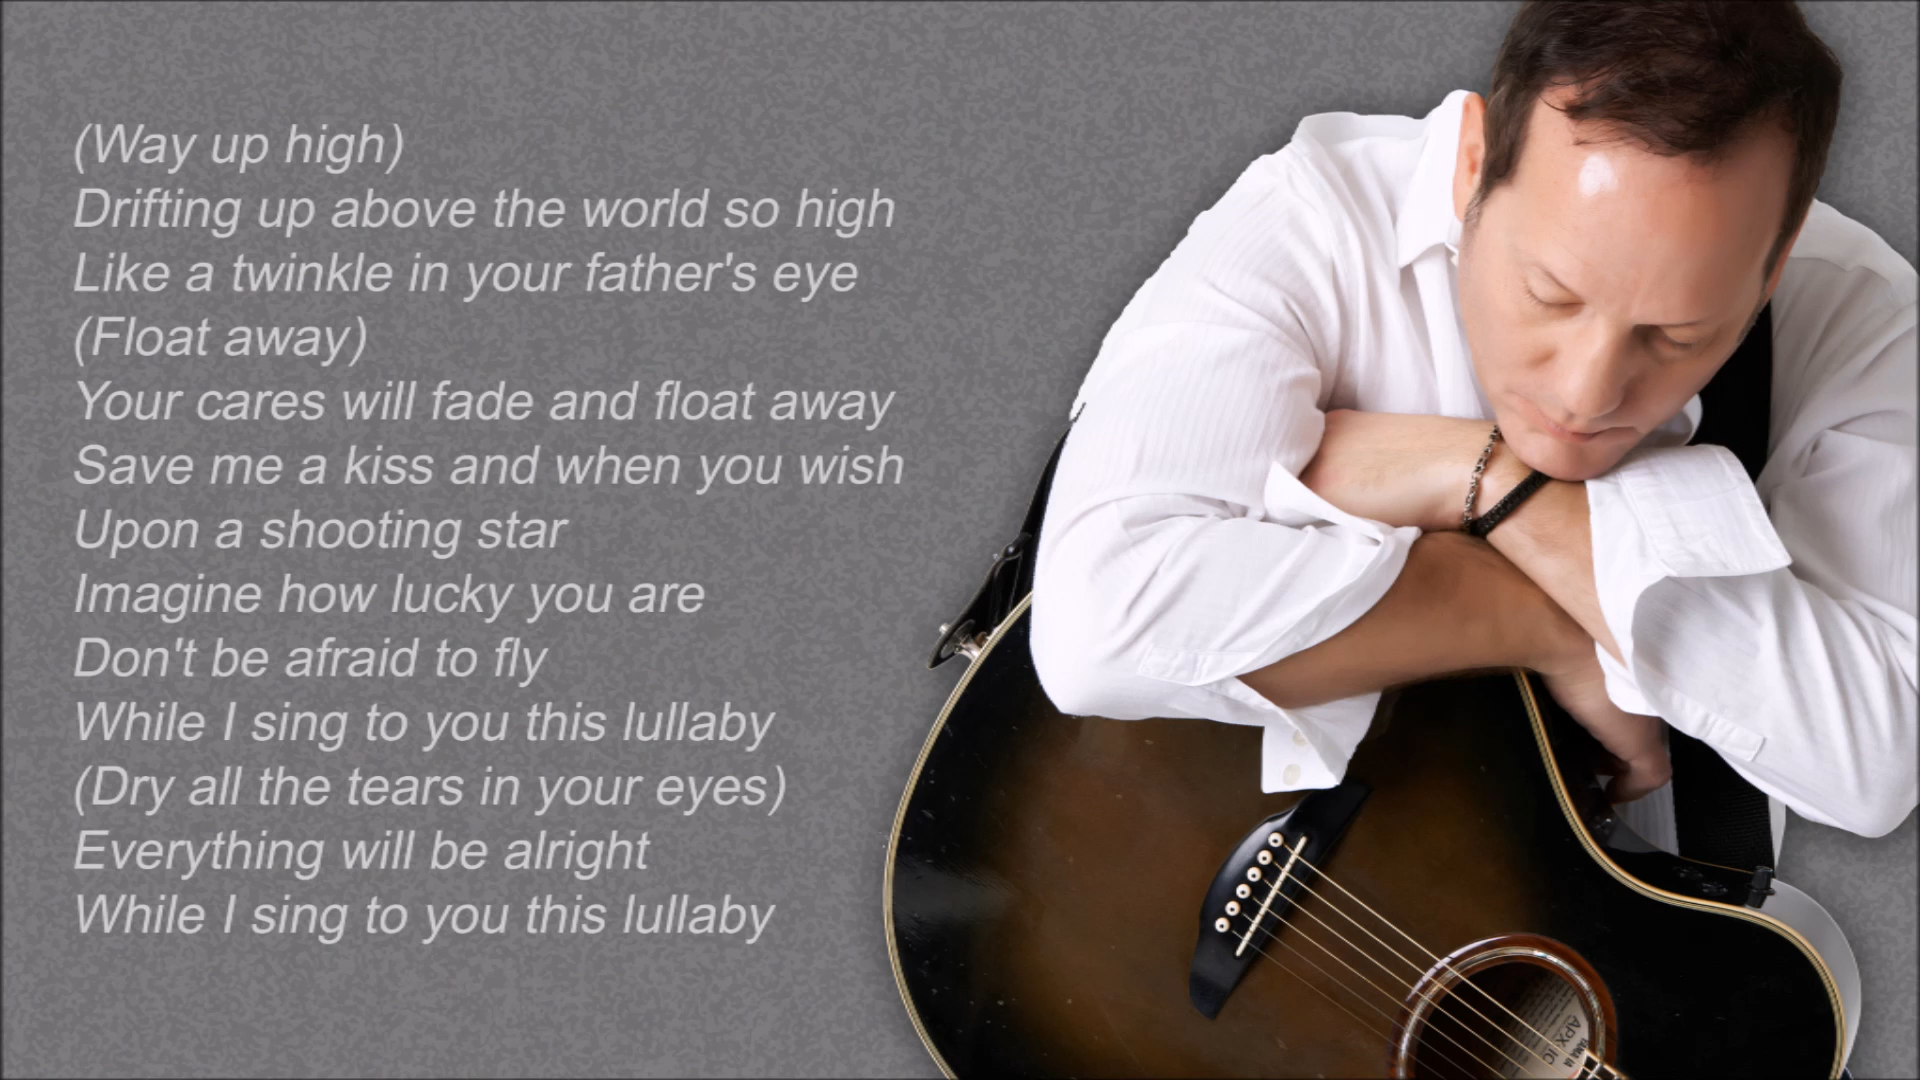 (Way up high)
Drifting up above the world so high
Like a twinkle in your father's eye
(Float away)
Your cares will fade and float away
Save me a kiss and when you wish
Upon a shooting star
Imagine how lucky you are
Don't be afraid to fly
While I sing to you this lullaby
(Dry all the tears in your eyes)
Everything will be alright
While I sing to you this lullaby